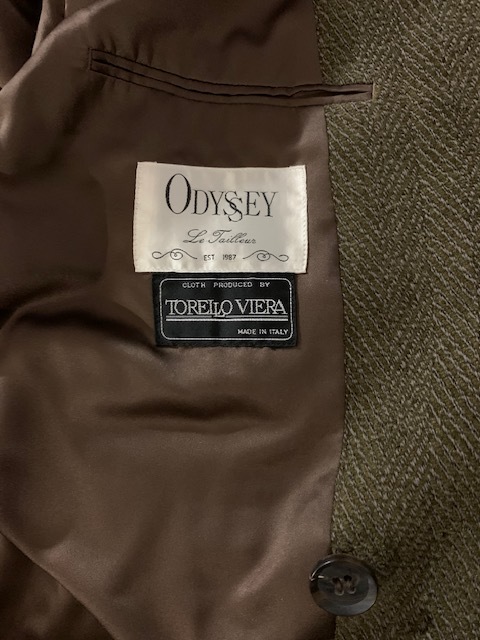 ODYSSEY
Le Tailleur
EST 1987
CLOTH PRODUCED BY
TORELLO VIERA
MADE IN ITALY